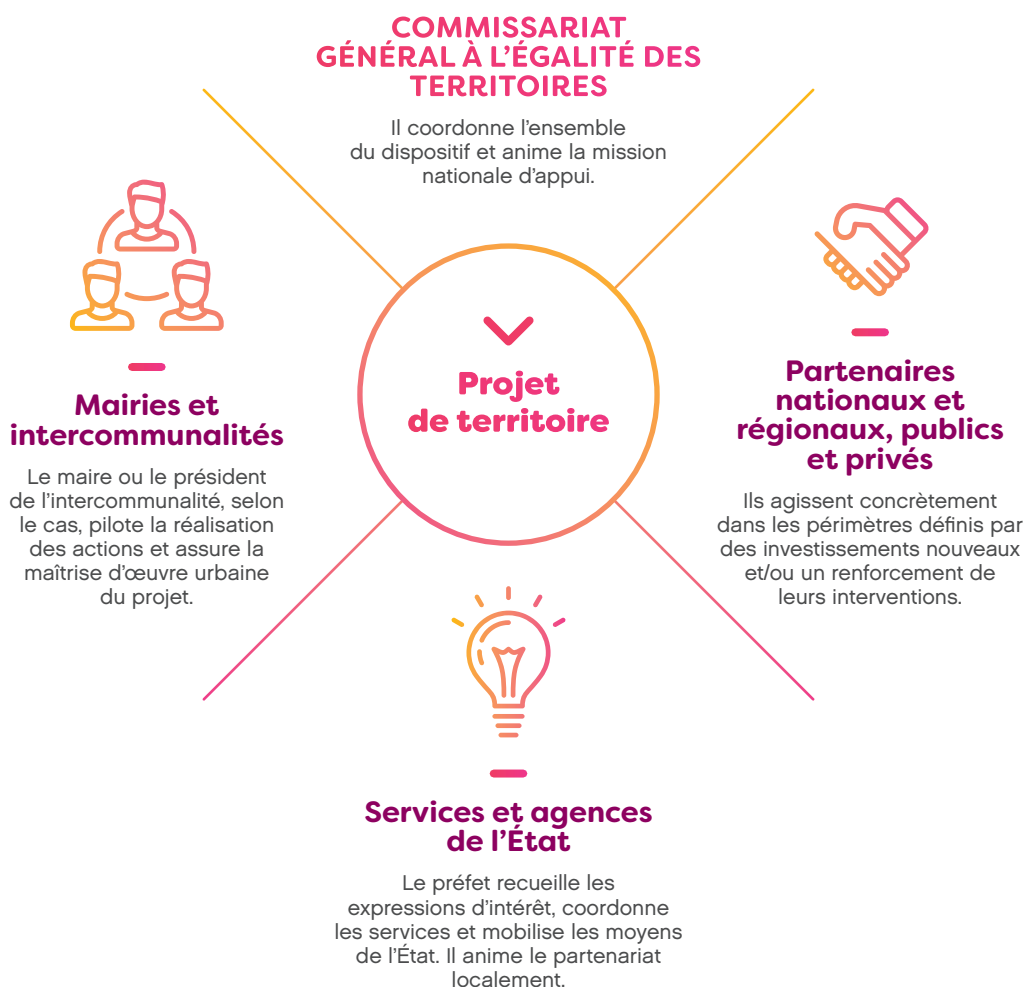 COMMISSARIAT
GÉNÉRAL À L'ÉGALITÉ DES
TERRITOIRES
Il coordonne l'ensemble
du dispositif et anime la mission
nationale d'appui.
Mairies et
intercommunalités
Le maire ou le président
de l'intercommunalité, selon
le cas, pilote la réalisation
des actions et assure la
maîtrise d'œuvre urbaine
du projet.
Projet
de territoire
Partenaires
nationaux et
régionaux, publics
et privés
Ils agissent concrètement
dans les périmètres définis par
des investissements nouveaux
et/ou un renforcement de
leurs interventions.
Services et agences
de l'État
Le préfet recueille les
expressions d'intérêt, coordonne
les services et mobilise les moyens
de l'État. Il anime le partenariat
localement.